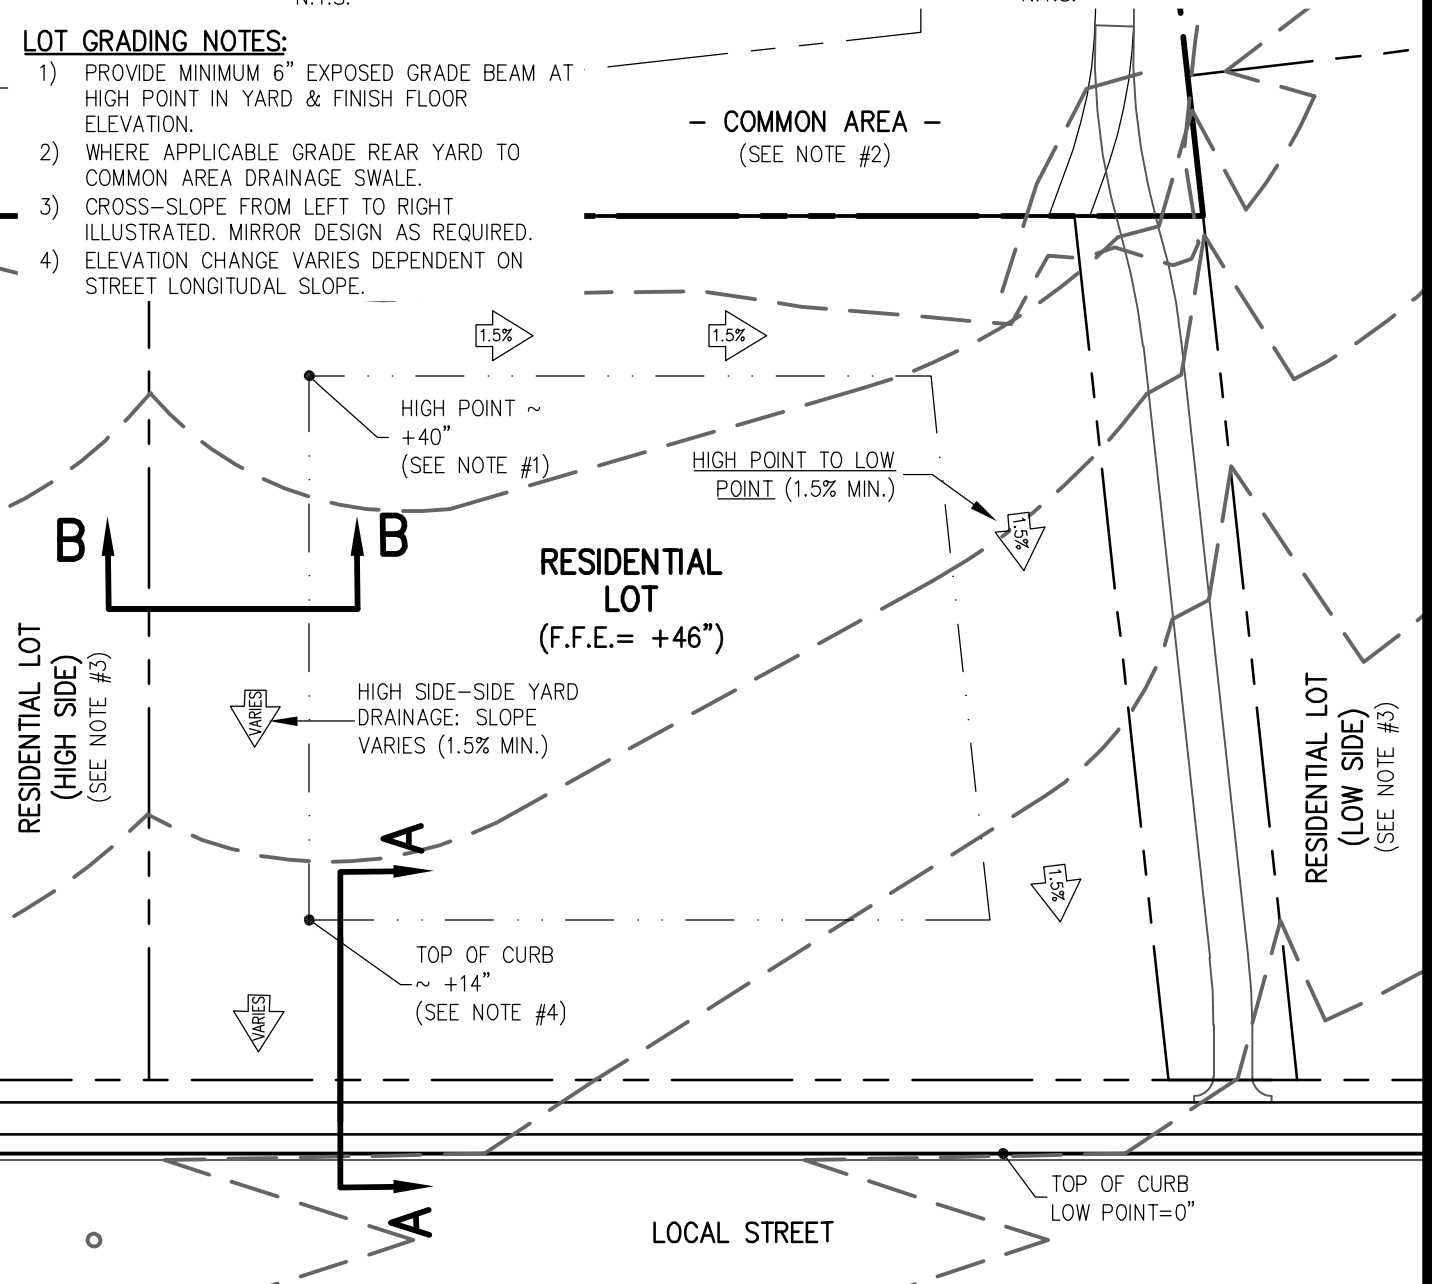 N.T.S.
LOT GRADING NOTES:
1) PROVIDE MINIMUM 6" EXPOSED GRADE BEAM AT
HIGH POINT IN YARD & FINISH FLOOR
ELEVATION.
2) WHERE APPLICABLE GRADE REAR YARD TO
COMMON AREA DRAINAGE SWALE.
3) CROSS-SLOPE FROM LEFT TO RIGHT
ILLUSTRATED. MIRROR DESIGN AS REQUIRED.
4) ELEVATION CHANGE VARIES DEPENDENT ON
STREET LONGITUDAL SLOPE.
- COMMON AREA -
(SEE NOTE #2)
1.5%
1.5%
HIGH POINT ~
+40"
(SEE NOTE #1)
HIGH POINT TO LOW
POINT (1.5% MIN.)
1.5%
B
B
RESIDENTIAL
LOT
(F.F.E.= +46")
RESIDENTIAL LOT
(HIGH SIDE)
(SEE NOTE #3)
VARIES
HIGH SIDE-SIDE YARD
DRAINAGE: SLOPE
VARIES (1.5% MIN.)
RESIDENTIAL LOT
(LOW SIDE)
(SEE NOTE #3)
A
1.5%
TOP OF CURB
~ +14"
(SEE NOTE #4)
VARIES
A
TOP OF CURB
LOW POINT=0"
LOCAL STREET